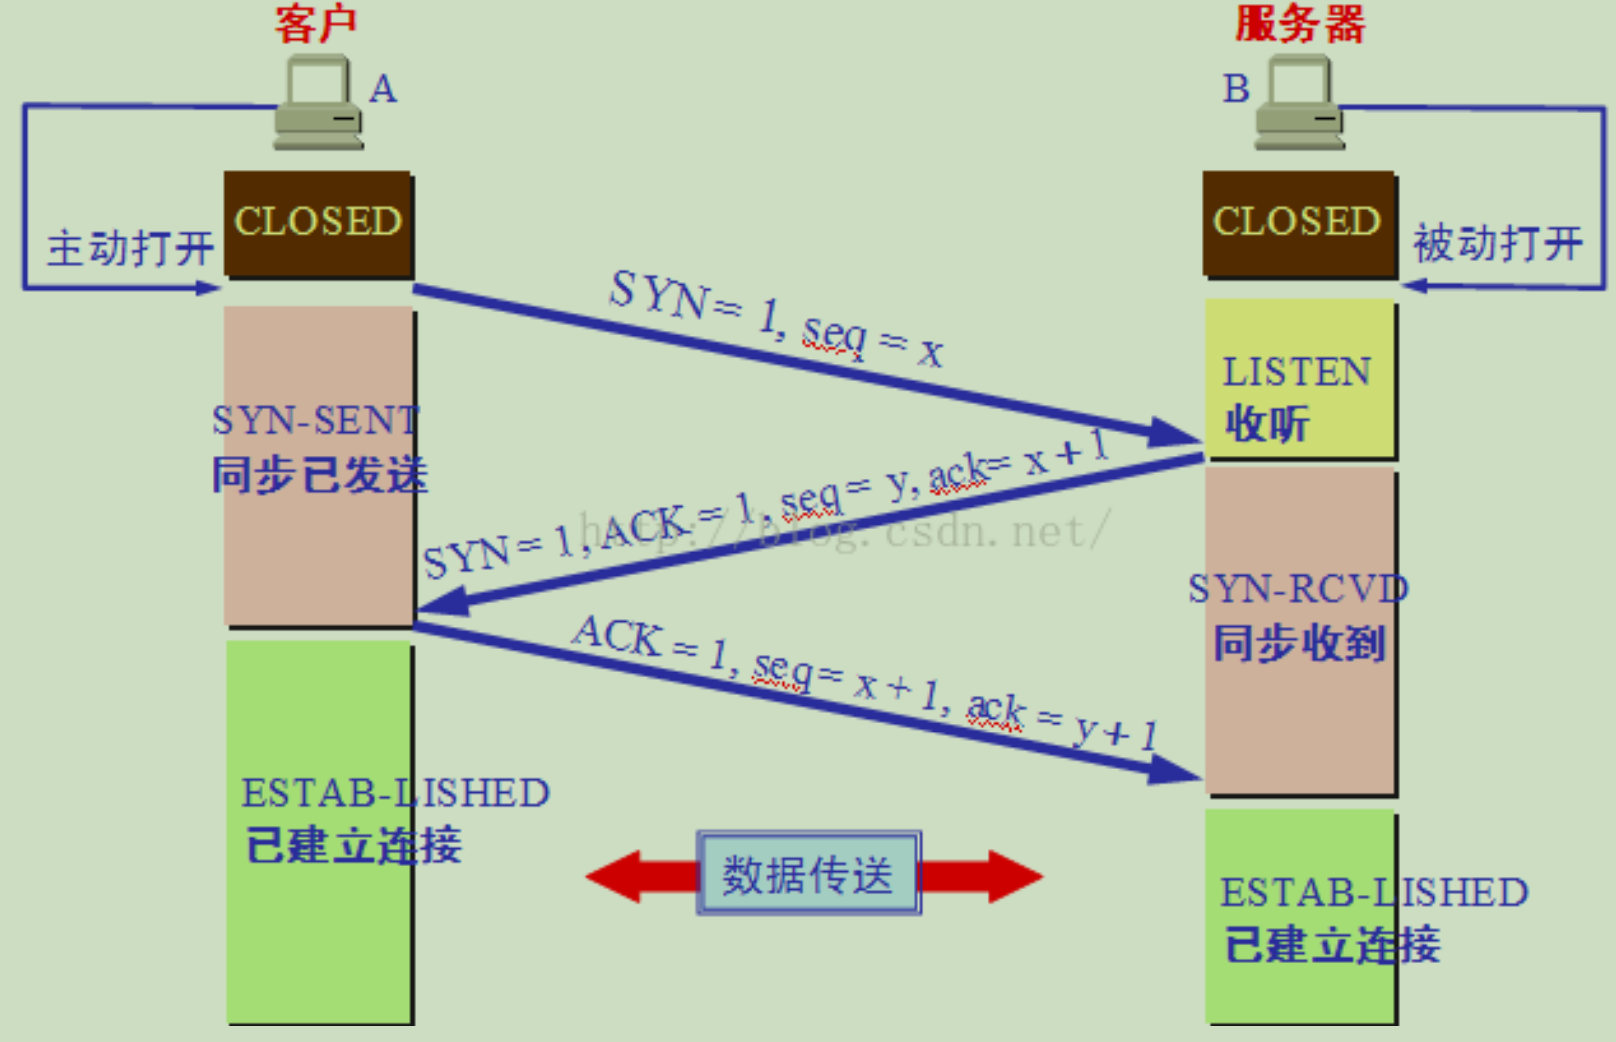 客户
服务器
A
B
CLOSED
CLOSED
主动打开
被动打开
SYN = 1, seq = x
LISTEN
收听
SYN-SENT
同步已发送
SYN = 1, ACK = 1, seq = y, ack= x + 1
http://blog.csdn.net/
SYN-RCVD
同步收到
ACK = 1, seq = x + 1, ack = y + 1
ESTAB-LISHED
已建立连接
数据传送
ESTAB-LISHED
已建立连接